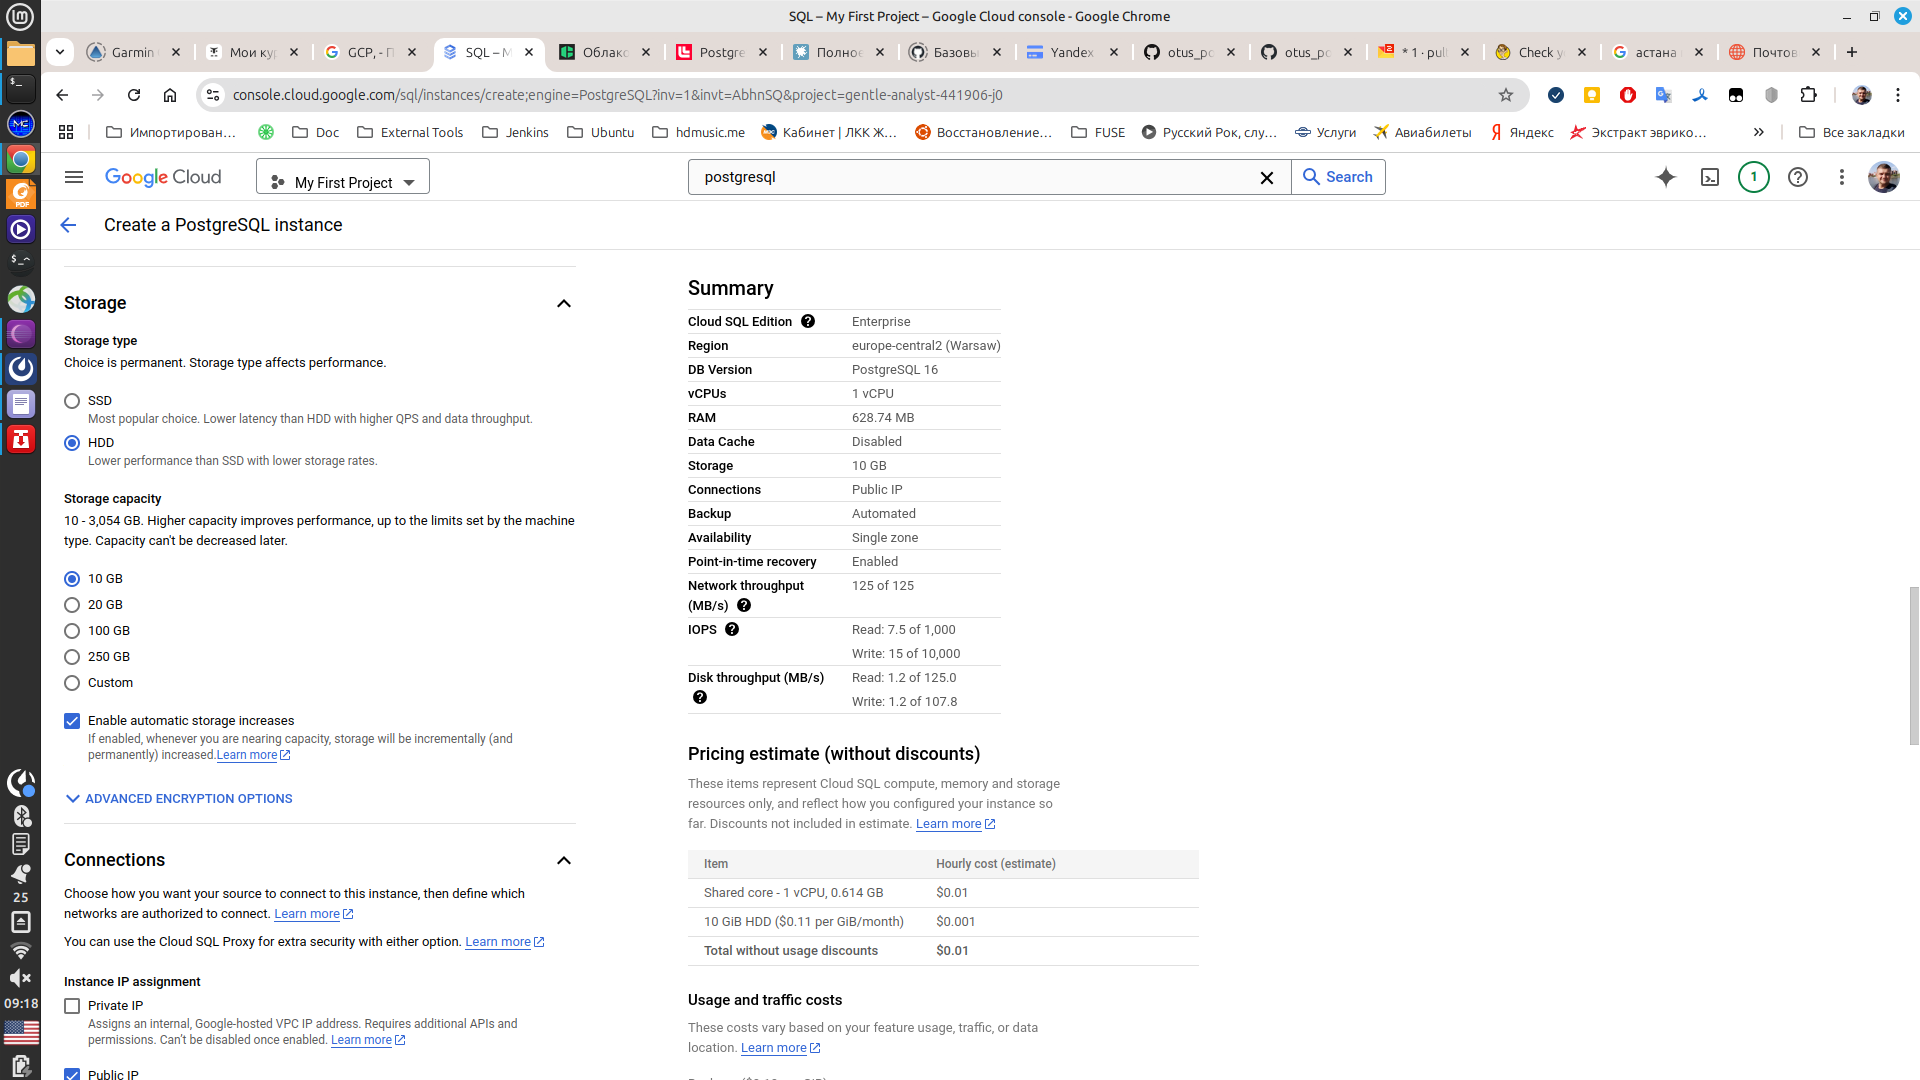 SQL – My First Project – Google Cloud console - Google Chrome
Garmin
Мои ку
GCP, - П
SQL – М
Облако
Postgre
Полное
Базовы
Yandex
otus_po
otus_po
* 1 · pull
Check y
астана
Почтов
console.cloud.google.com/sql/instances/create;engine=PostgreSQL?inv=1&invt=AbhnSQ&project=gentle-analyst-441906-j0
Импортирован…
Doc
External Tools
Jenkins
Ubuntu
hdmusic.me
Кабинет | ЛКК Ж…
Восстановление…
FUSE
Русский Рок, слу…
Услуги
Авиабилеты
Яндекс
Экстракт эврико…
Все закладки
Google Cloud
My First Project
postgresql
Search
1
Create a PostgreSQL instance
Storage
Storage type
Choice is permanent. Storage type affects performance.
SSD
Most popular choice. Lower latency than HDD with higher QPS and data throughput.
HDD
Lower performance than SSD with lower storage rates.
Storage capacity
10 - 3,054 GB. Higher capacity improves performance, up to the limits set by the machine
type. Capacity can't be decreased later.
10 GB
20 GB
100 GB
250 GB
Custom
Enable automatic storage increases
If enabled, whenever you are nearing capacity, storage will be incrementally (and
permanently) increased.Learn more
ADVANCED ENCRYPTION OPTIONS
Connections
Choose how you want your source to connect to this instance, then define which
networks are authorized to connect. Learn more
You can use the Cloud SQL Proxy for extra security with either option. Learn more
Instance IP assignment
Private IP
Assigns an internal, Google-hosted VPC IP address. Requires additional APIs and
permissions. Can't be disabled once enabled. Learn more
Public IP
Summary
Cloud SQL Edition Enterprise
Region europe-central2 (Warsaw)
DB Version PostgreSQL 16
vCPUs 1 vCPU
RAM 628.74 MB
Data Cache Disabled
Storage 10 GB
Connections Public IP
Backup Automated
Availability Single zone
Point-in-time recovery Enabled
Network throughput 125 of 125
(MB/s)
IOPS Read: 7.5 of 1,000
Write: 15 of 10,000
Disk throughput (MB/s) Read: 1.2 of 125.0
Write: 1.2 of 107.8
Pricing estimate (without discounts)
These items represent Cloud SQL compute, memory and storage
resources only, and reflect how you configured your instance so
far. Discounts not included in estimate. Learn more
Item Hourly cost (estimate)
Shared core - 1 vCPU, 0.614 GB $0.01
10 GiB HDD ($0.11 per GiB/month) $0.001
Total without usage discounts $0.01
Usage and traffic costs
These costs vary based on your feature usage, traffic, or data
location. Learn more
25
09:18